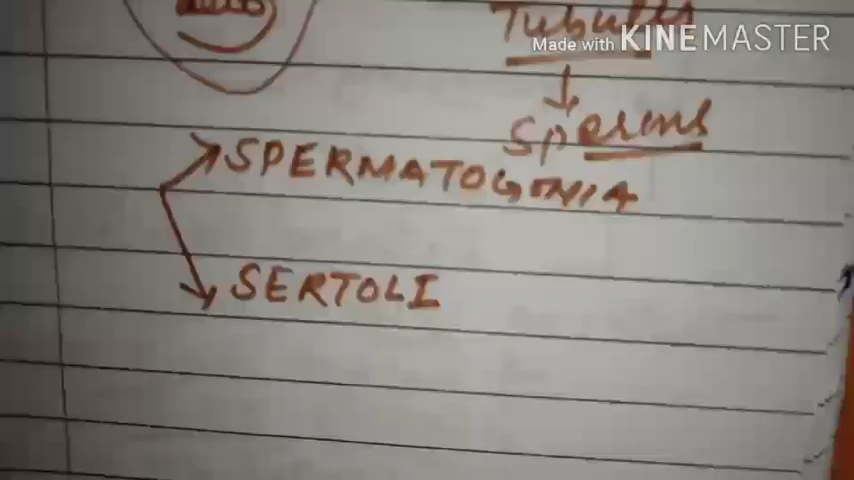 Tubules
Made with KINEMASTER
Sperms
SPERMATOGONIA
SERTOLI